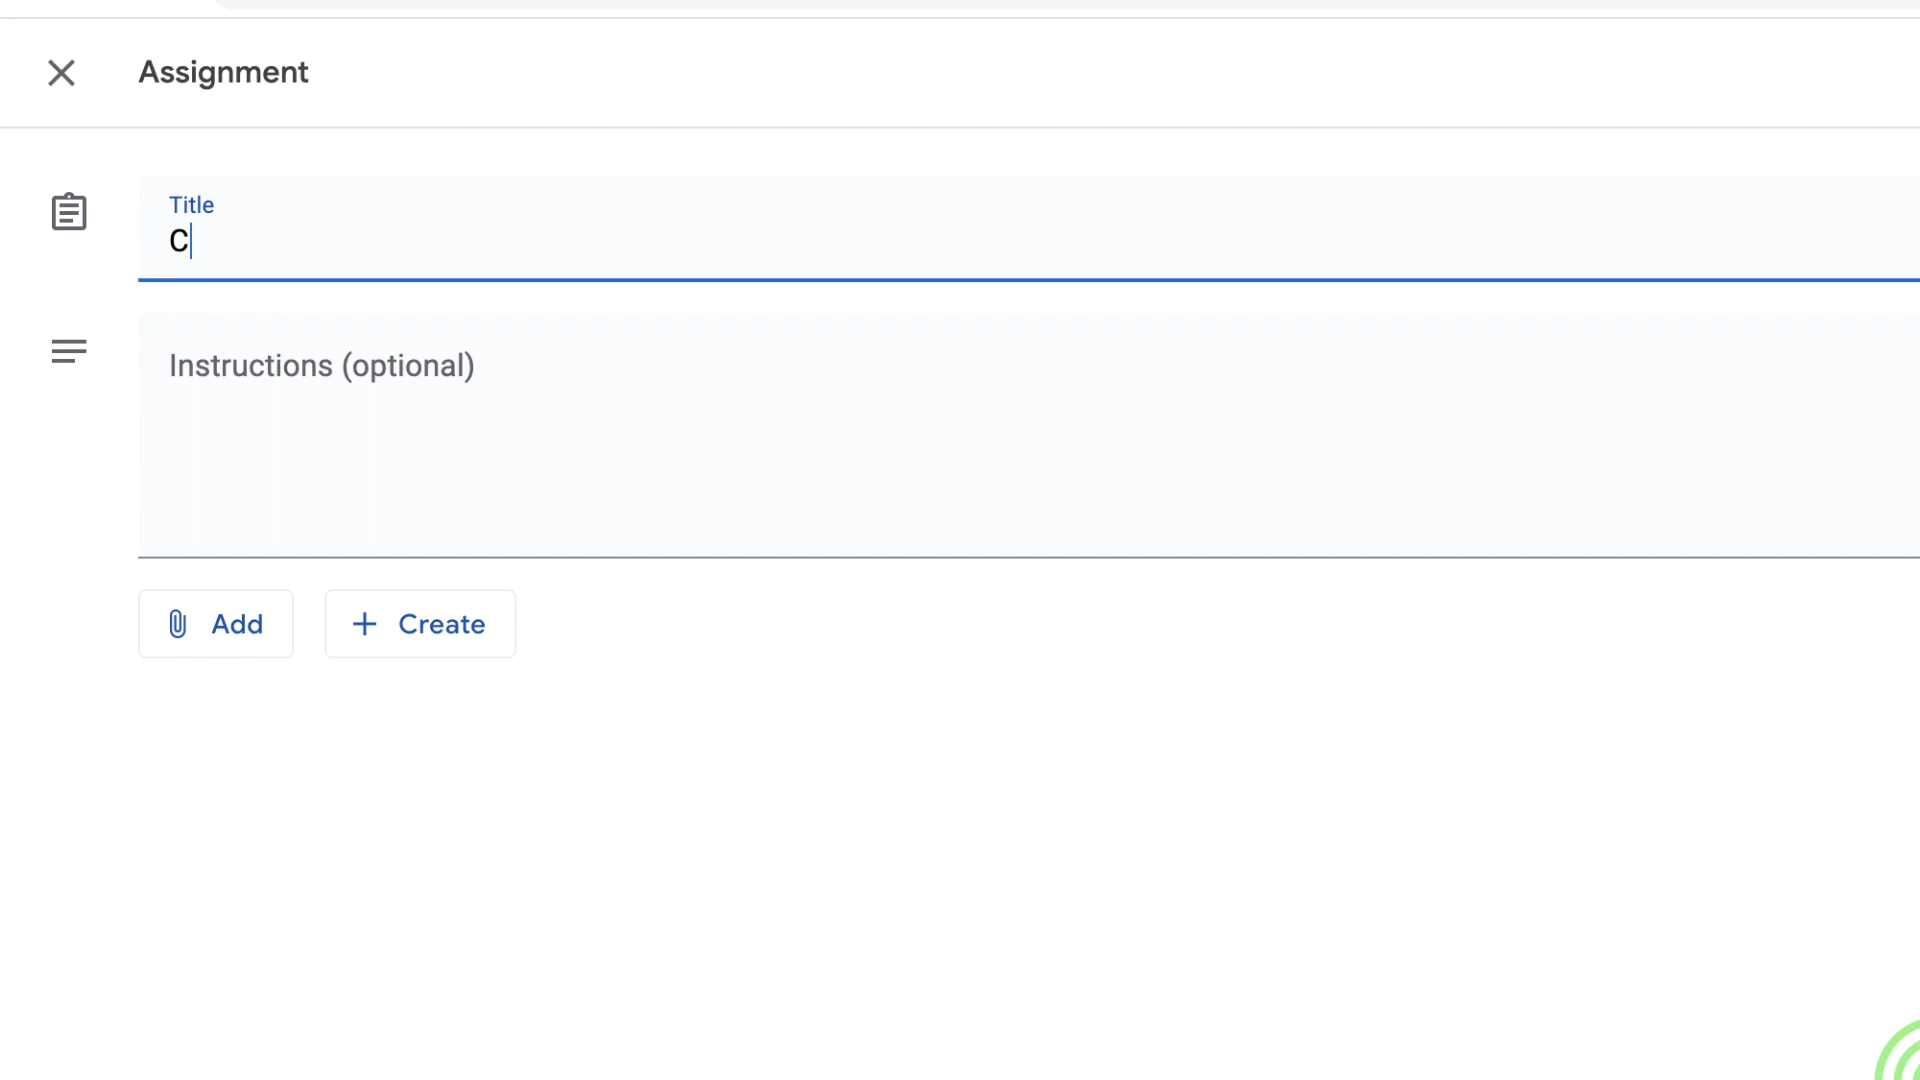 Assignment
Title
C
Instructions (optional)
Add
Create